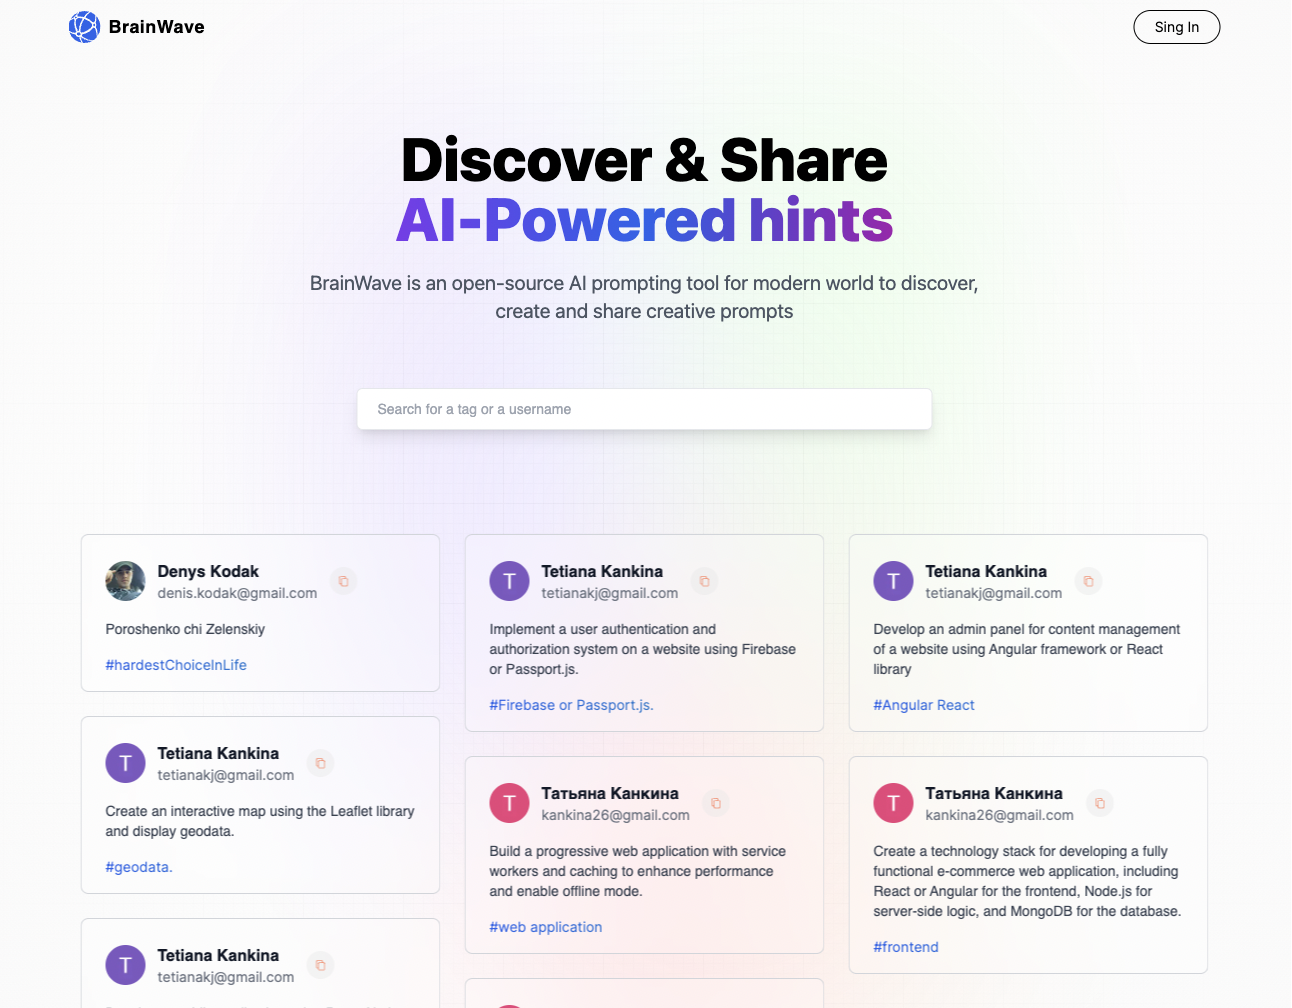 BrainWave
Sing In
Discover & Share
AI-Powered hints
BrainWave is an open-source AI prompting tool for modern world to discover,
create and share creative prompts
Search for a tag or a username
Denys Kodak
denis.kodak@gmail.com
Poroshenko chi Zelenskiy
#hardestChoiceInLife
T
Tetiana Kankina
tetianakj@gmail.com
Create an interactive map using the Leaflet library
and display geodata.
#geodata.
T
Tetiana Kankina
tetianakj@gmail.com
T
Tetiana Kankina
tetianakj@gmail.com
Implement a user authentication and
authorization system on a website using Firebase
or Passport.js.
#Firebase or Passport.js.
T
Татьяна Канкина
kankina26@gmail.com
Build a progressive web application with service
workers and caching to enhance performance
and enable offline mode.
#web application
T
Tetiana Kankina
tetianakj@gmail.com
Develop an admin panel for content management
of a website using Angular framework or React
library
#Angular React
T
Татьяна Канкина
kankina26@gmail.com
Create a technology stack for developing a fully
functional e-commerce web application, including
React or Angular for the frontend, Node.js for
server-side logic, and MongoDB for the database.
#frontend